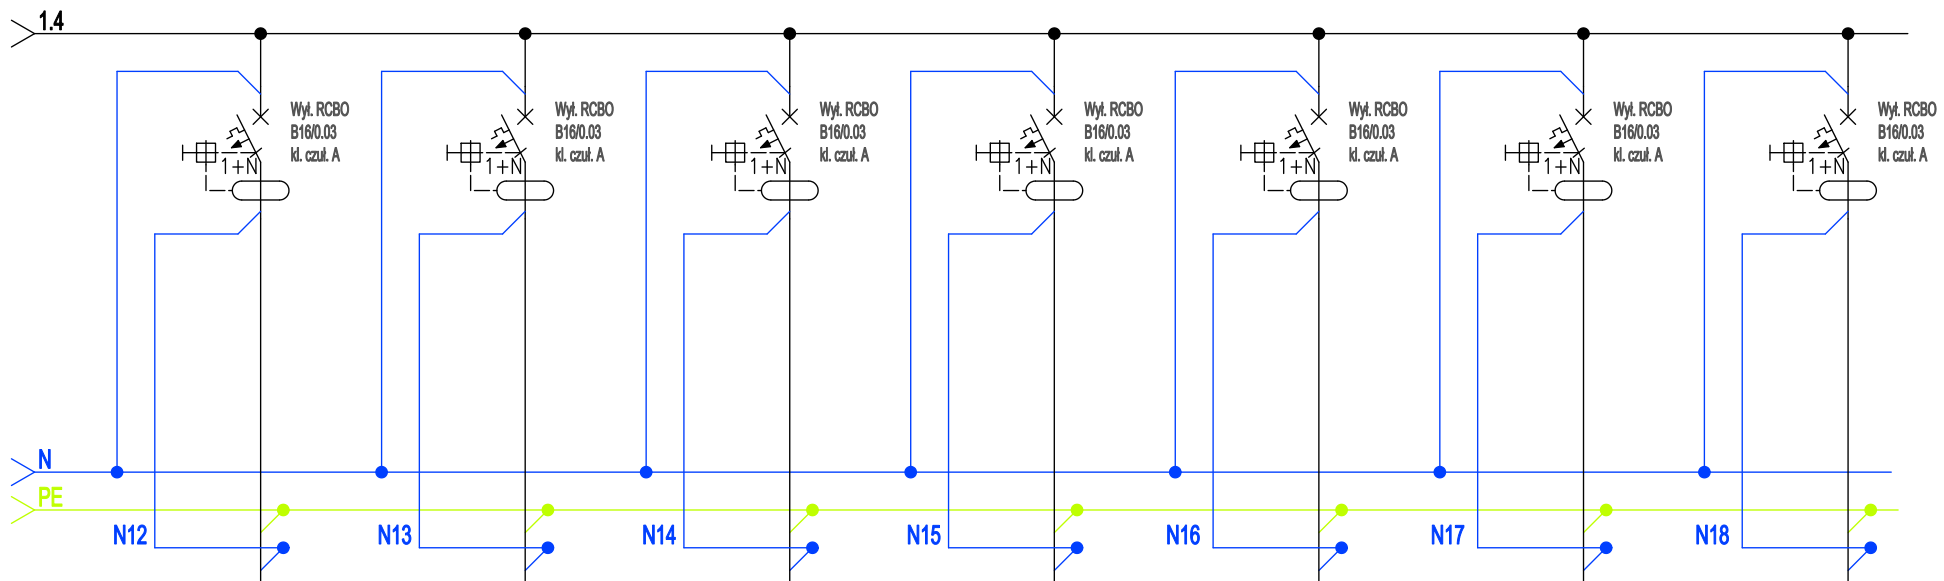 1.4
Wył. RCBO
B16/0.03
kl. czuł. A
1+N
Wył. RCBO
B16/0.03
kl. czuł. A
1+N
Wył. RCBO
B16/0.03
kl. czuł. A
1+N
Wył. RCBO
B16/0.03
kl. czuł. A
1+N
Wył. RCBO
B16/0.03
kl. czuł. A
1+N
Wył. RCBO
B16/0.03
kl. czuł. A
1+N
Wył. RCBO
B16/0.03
kl. czuł. A
1+N
N
PE
N12
N13
N14
N15
N16
N17
N18